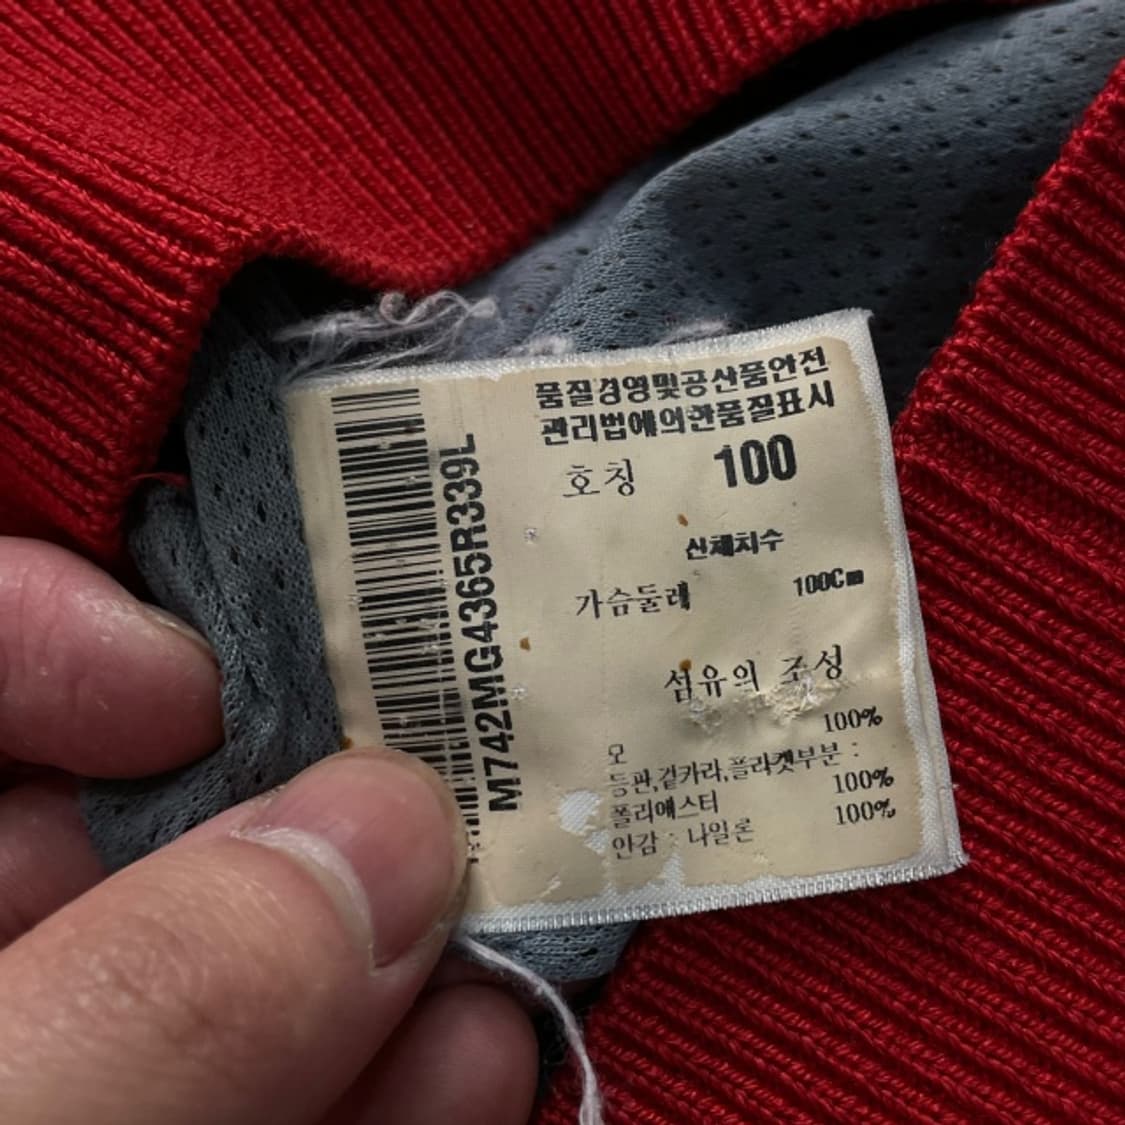 품질경영및공산품안전
관리법에의한품질표시
호칭 100
신체치수
가슴둘레 100Cm
섬유의 조성
100%
모
등판,겉카라,플라켓부분 :
100%
폴리에스터
100%
안감 : 나일론
M742MG4365R339L